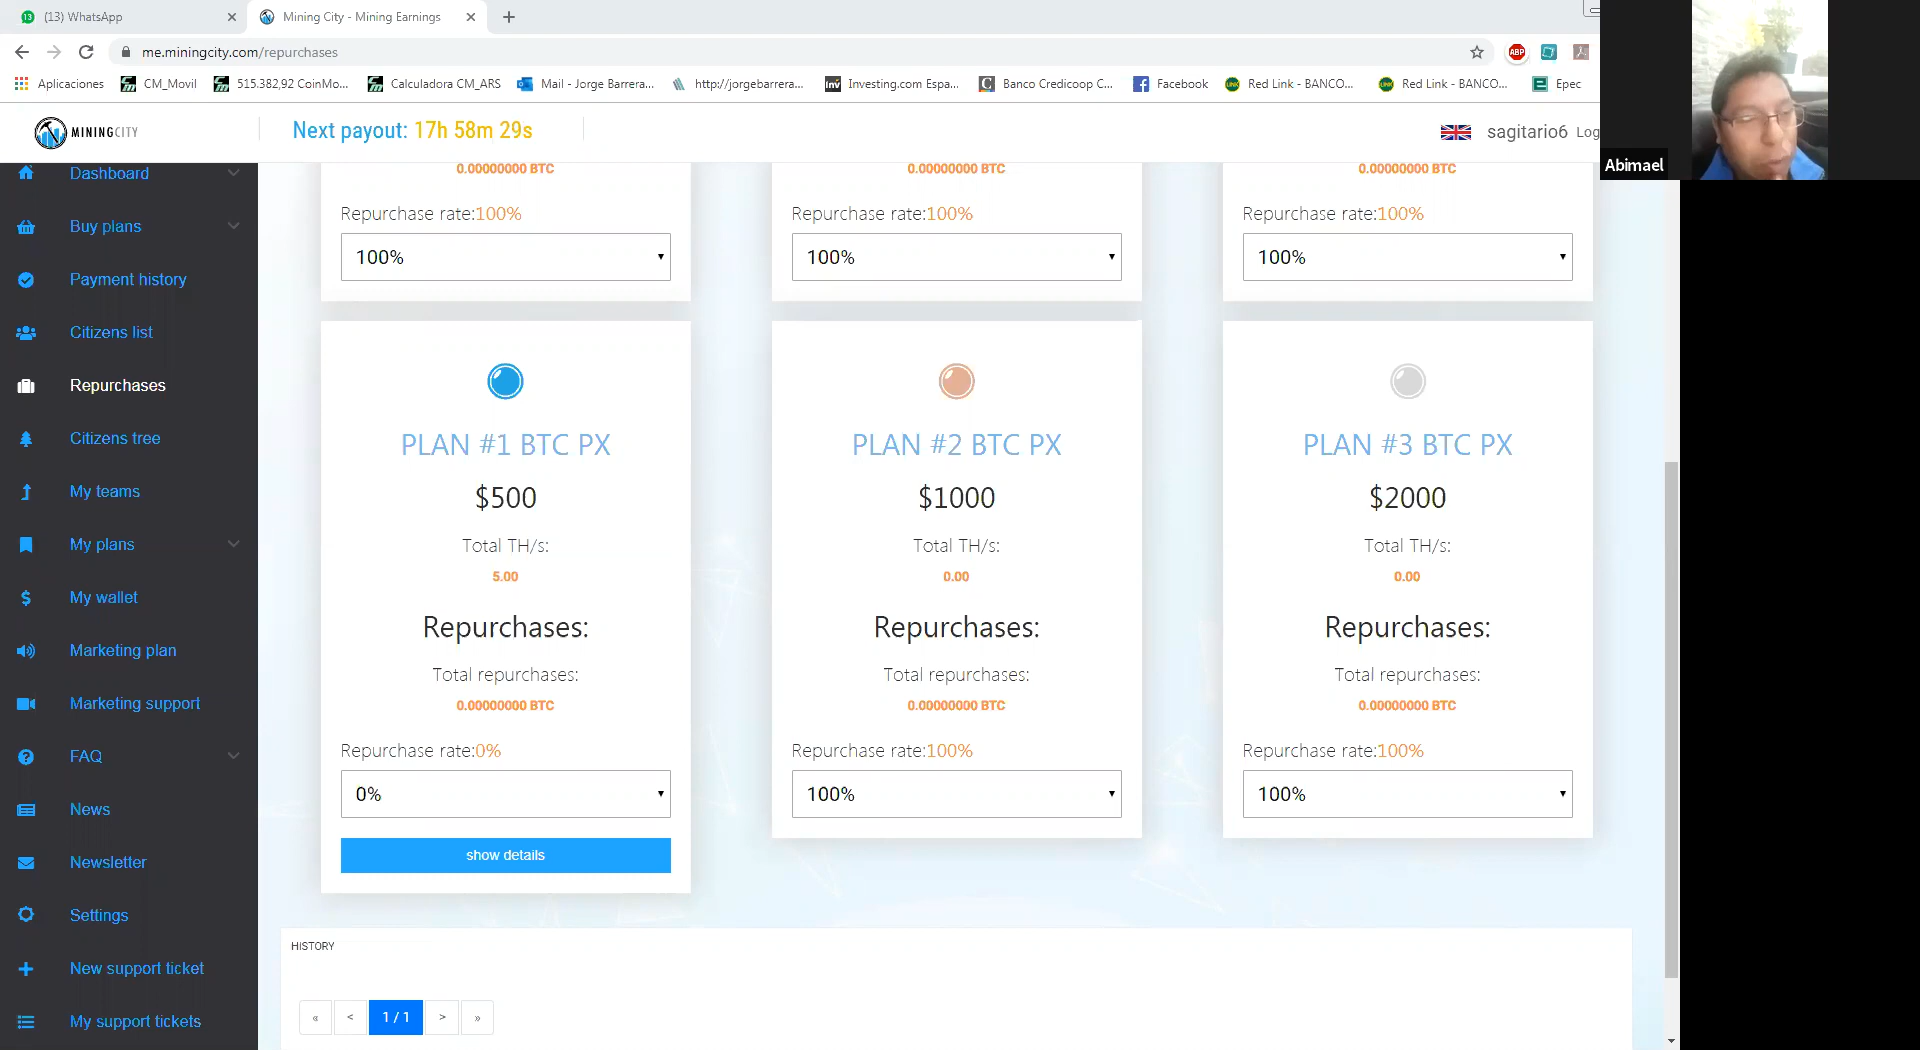 (13) WhatsApp
Mining City - Mining Earnings
me.miningcity.com/repurchases
Aplicaciones
CM_Movil
515.382,92 CoinMo...
Calculadora CM_ARS
Mail - Jorge Barrera...
http://jorgebarrera...
Investing.com Espa...
Banco Credicoop C...
Facebook
Red Link - BANCO...
Red Link - BANCO...
Epec
ABP
MININGCITY
Next payout: 17h 58m 29s
sagitario6
Log
Abimael
Dashboard
Buy plans
Payment history
Citizens list
Repurchases
Citizens tree
My teams
My plans
My wallet
Marketing plan
Marketing support
FAQ
News
Newsletter
Settings
New support ticket
My support tickets
0.00000000 BTC
Repurchase rate:100%
100%
0.00000000 BTC
Repurchase rate:100%
100%
0.00000000 BTC
Repurchase rate:100%
100%
PLAN #1 BTC PX
$500
Total TH/s:
5.00
Repurchases:
Total repurchases:
0.00000000 BTC
Repurchase rate:0%
0%
show details
PLAN #2 BTC PX
$1000
Total TH/s:
0.00
Repurchases:
Total repurchases:
0.00000000 BTC
Repurchase rate:100%
100%
PLAN #3 BTC PX
$2000
Total TH/s:
0.00
Repurchases:
Total repurchases:
0.00000000 BTC
Repurchase rate:100%
100%
HISTORY
« < 1 / 1 > »